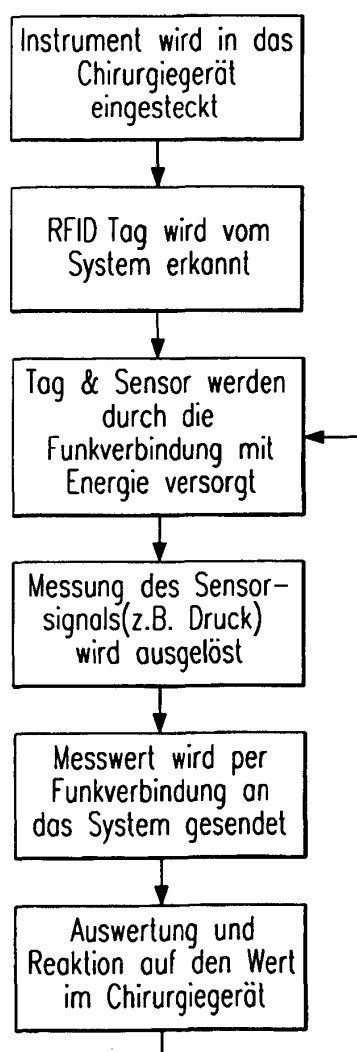 Instrument wird in das
Chirurgiegerät
eingesteckt
RFID Tag wird vom
System erkannt
Tag & Sensor werden
durch die
Funkverbindung mit
Energie versorgt
Messung des Sensor-
signals(z.B. Druck)
wird ausgelöst
Messwert wird per
Funkverbindung an
das System gesendet
Auswertung und
Reaktion auf den Wert
im Chirurgiegerät